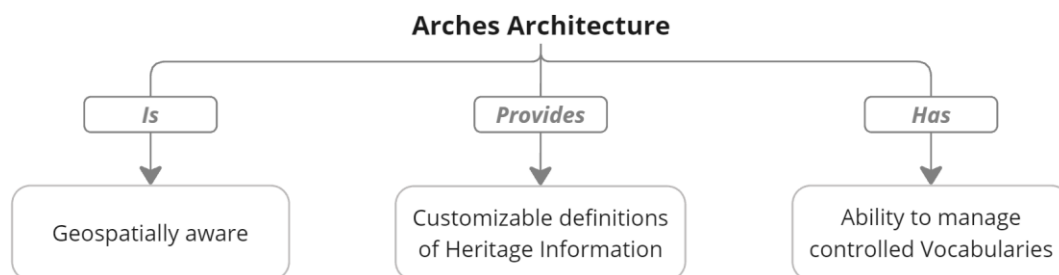 Arches Architecture
Is
Provides
Has
Geospatially aware
Customizable definitions
of Heritage Information
Ability to manage
controlled Vocabularies